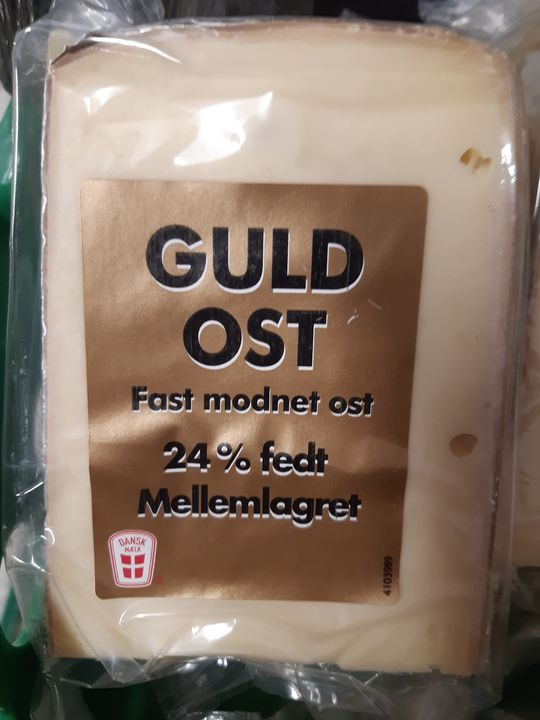 GULD
OST
Fast modnet ost
24% fedt
Mellemlagret
DANSK
MÆLK
4103989